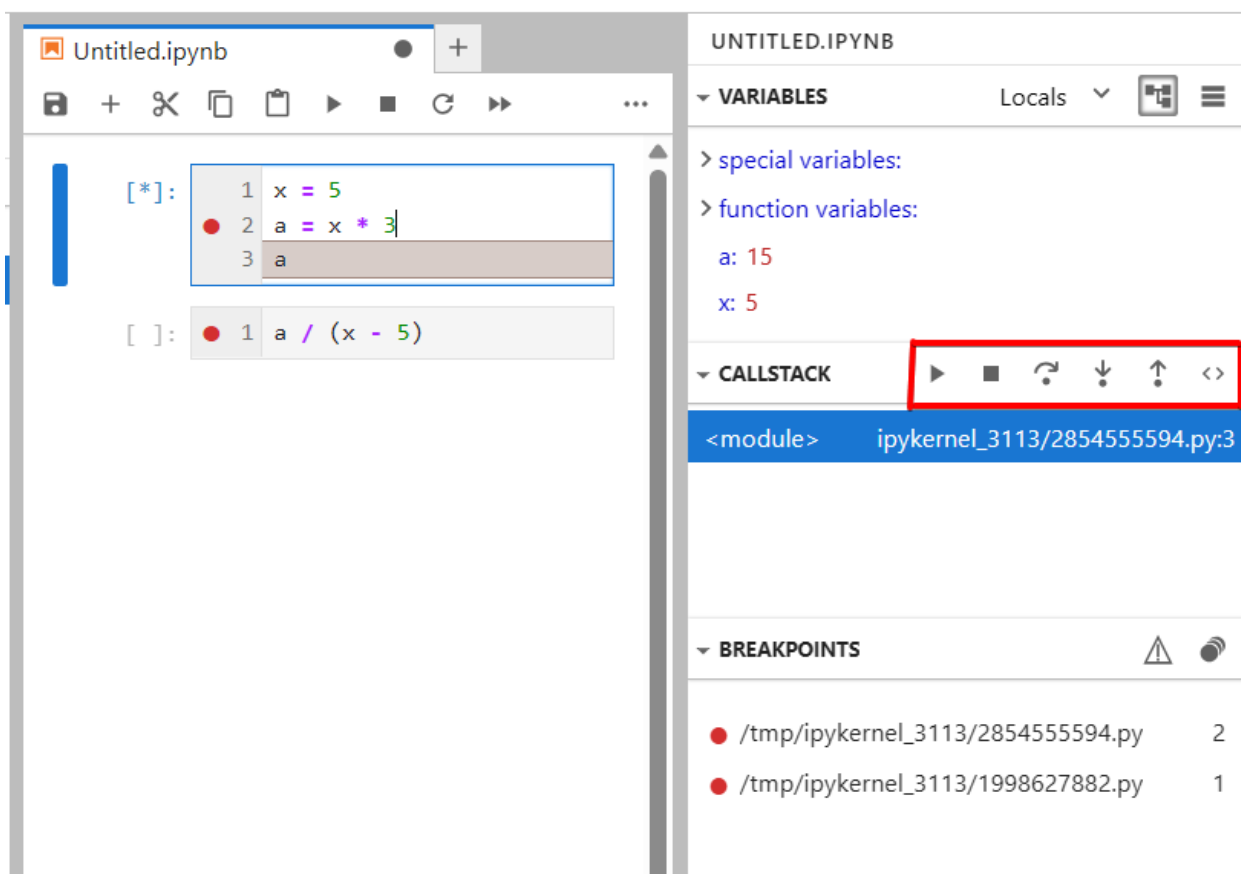 Untitled.ipynb
[*]:
1 x = 5
2 a = x * 3
3 a
[ ]:
1 a / (x - 5)
UNTITLED.IPYNB
VARIABLES Locals
special variables:
function variables:
a: 15
x: 5
CALLSTACK
<module> ipykernel_3113/2854555594.py:3
BREAKPOINTS
/tmp/ipykernel_3113/2854555594.py 2
/tmp/ipykernel_3113/1998627882.py 1